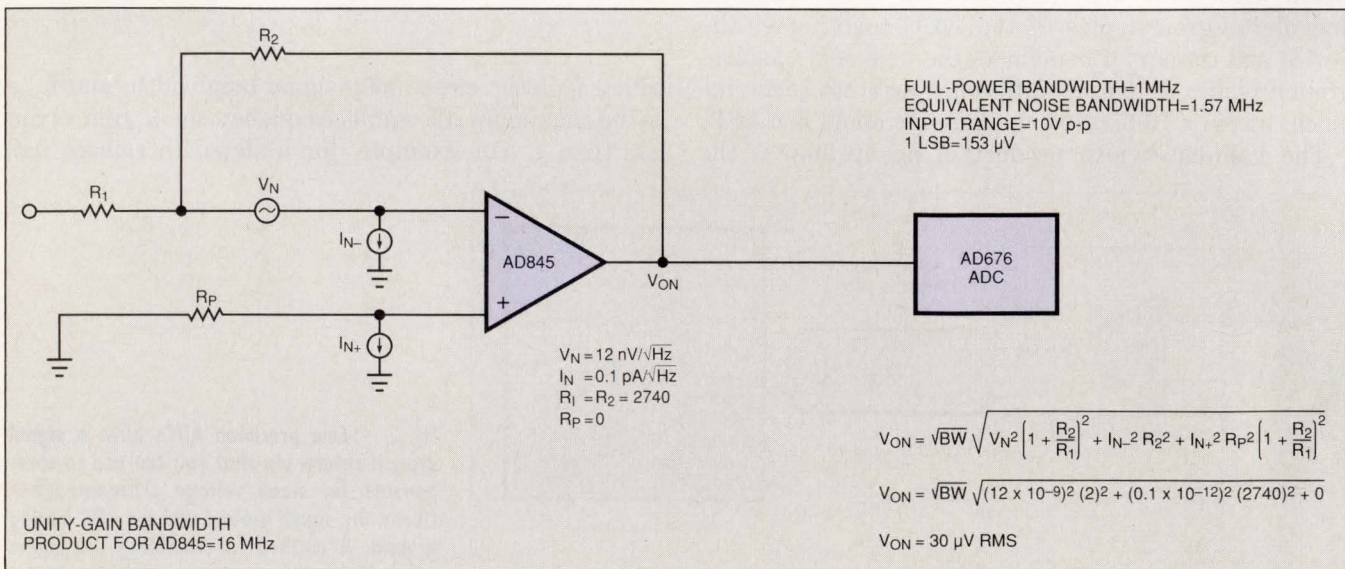 R2
FULL-POWER BANDWIDTH=1MHz
EQUIVALENT NOISE BANDWIDTH=1.57 MHz
INPUT RANGE=10V p-p
1 LSB=153 µV
R1
VN
IN–
AD845
VON
AD676
ADC
RP
IN+
VN = 12 nV/√Hz
IN = 0.1 pA/√Hz
R1 = R2 = 2740
RP = 0
VON = √BW √VN² (1 + R2/R1)² + IN–² R2² + IN+² RP² (1 + R2/R1)²
VON = √BW √(12 x 10–9)² (2)² + (0.1 x 10–12)² (2740)² + 0
VON = 30 µV RMS
UNITY-GAIN BANDWIDTH
PRODUCT FOR AD845=16 MHz